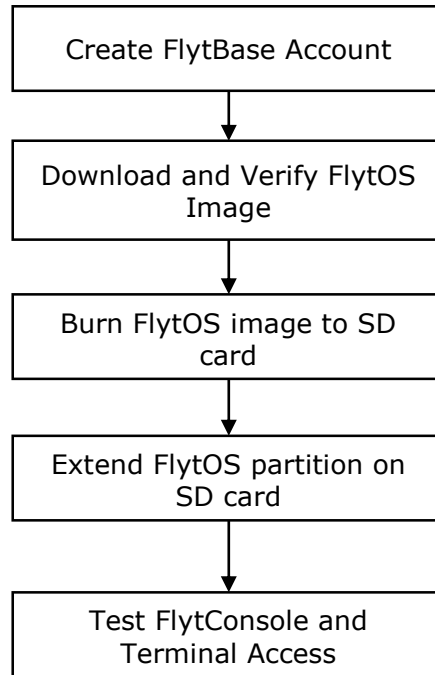 Create FlytBase Account
Download and Verify FlytOS
Image
Burn FlytOS image to SD
card
Extend FlytOS partition on
SD card
Test FlytConsole and
Terminal Access